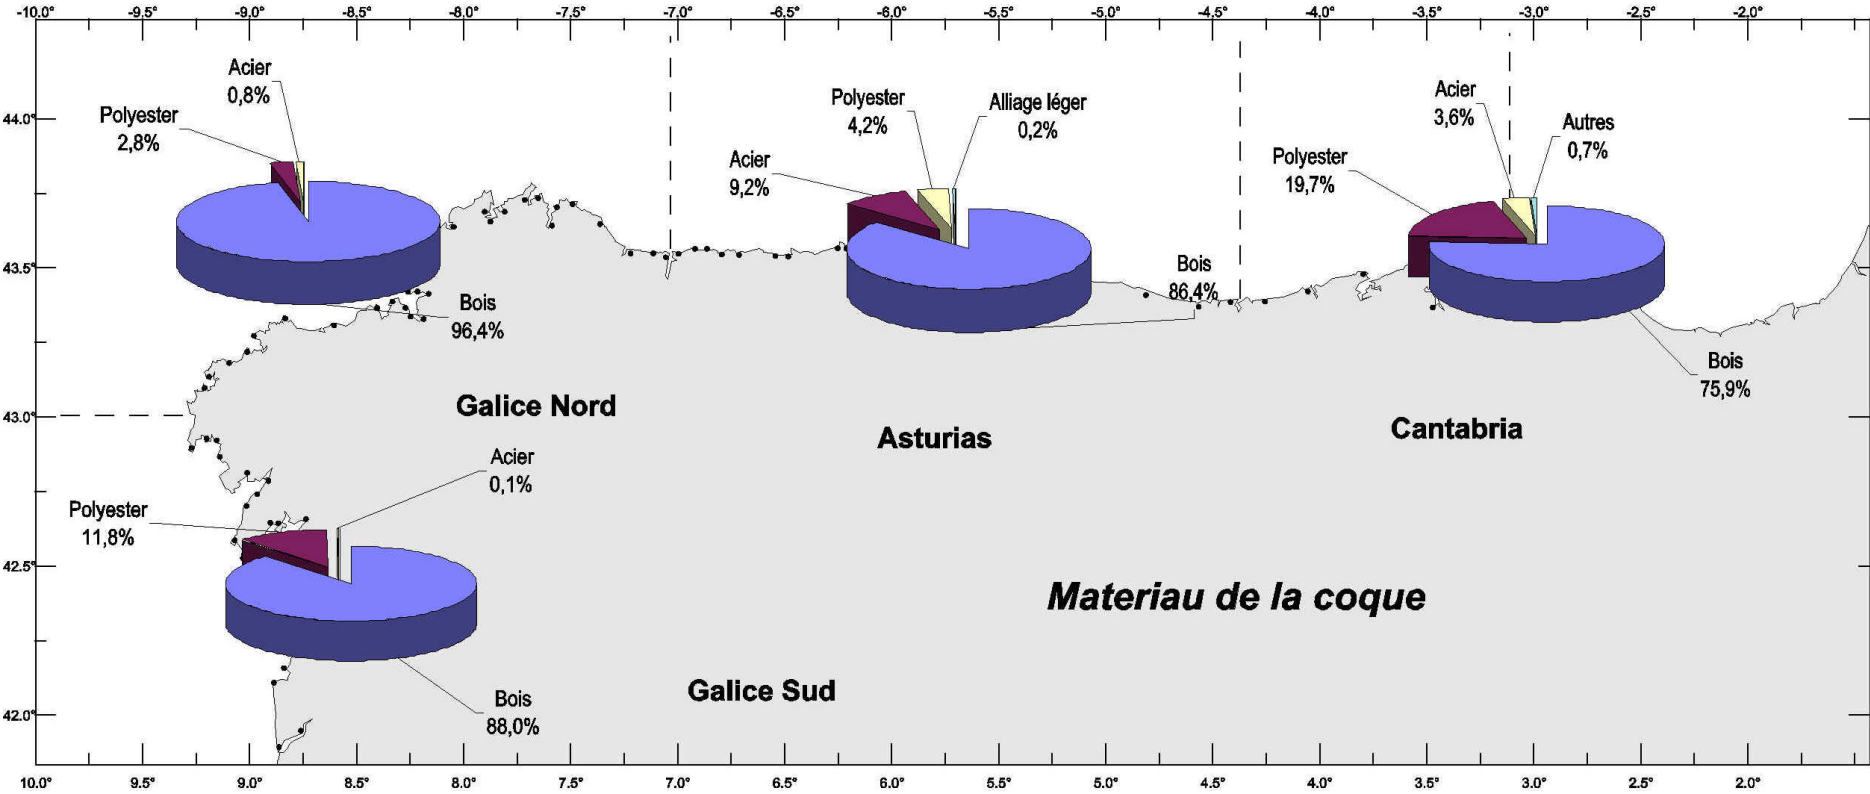 -10.0° -9.5° -9.0° -8.5° -8.0° -7.5° -7.0° -6.5° -6.0° -5.5° -5.0° -4.5° -4.0° -3.5° -3.0° -2.5° -2.0°
44.0°
43.5°
43.0°
42.5°
42.0°
Acier
0,8%
Polyester
2,8%
Bois
96,4%
Galice Nord
Polyester
4,2%
Alliage léger
0,2%
Acier
9,2%
Bois
86,4%
Asturias
Acier
3,6%
Autres
0,7%
Polyester
19,7%
Bois
75,9%
Cantabria
Acier
0,1%
Polyester
11,8%
Bois
88,0%
Galice Sud
Materiau de la coque
10.0° 9.5° 9.0° 8.5° 8.0° 7.5° 7.0° 6.5° 6.0° 5.5° 5.0° 4.5° 4.0° 3.5° 3.0° 2.5° 2.0°